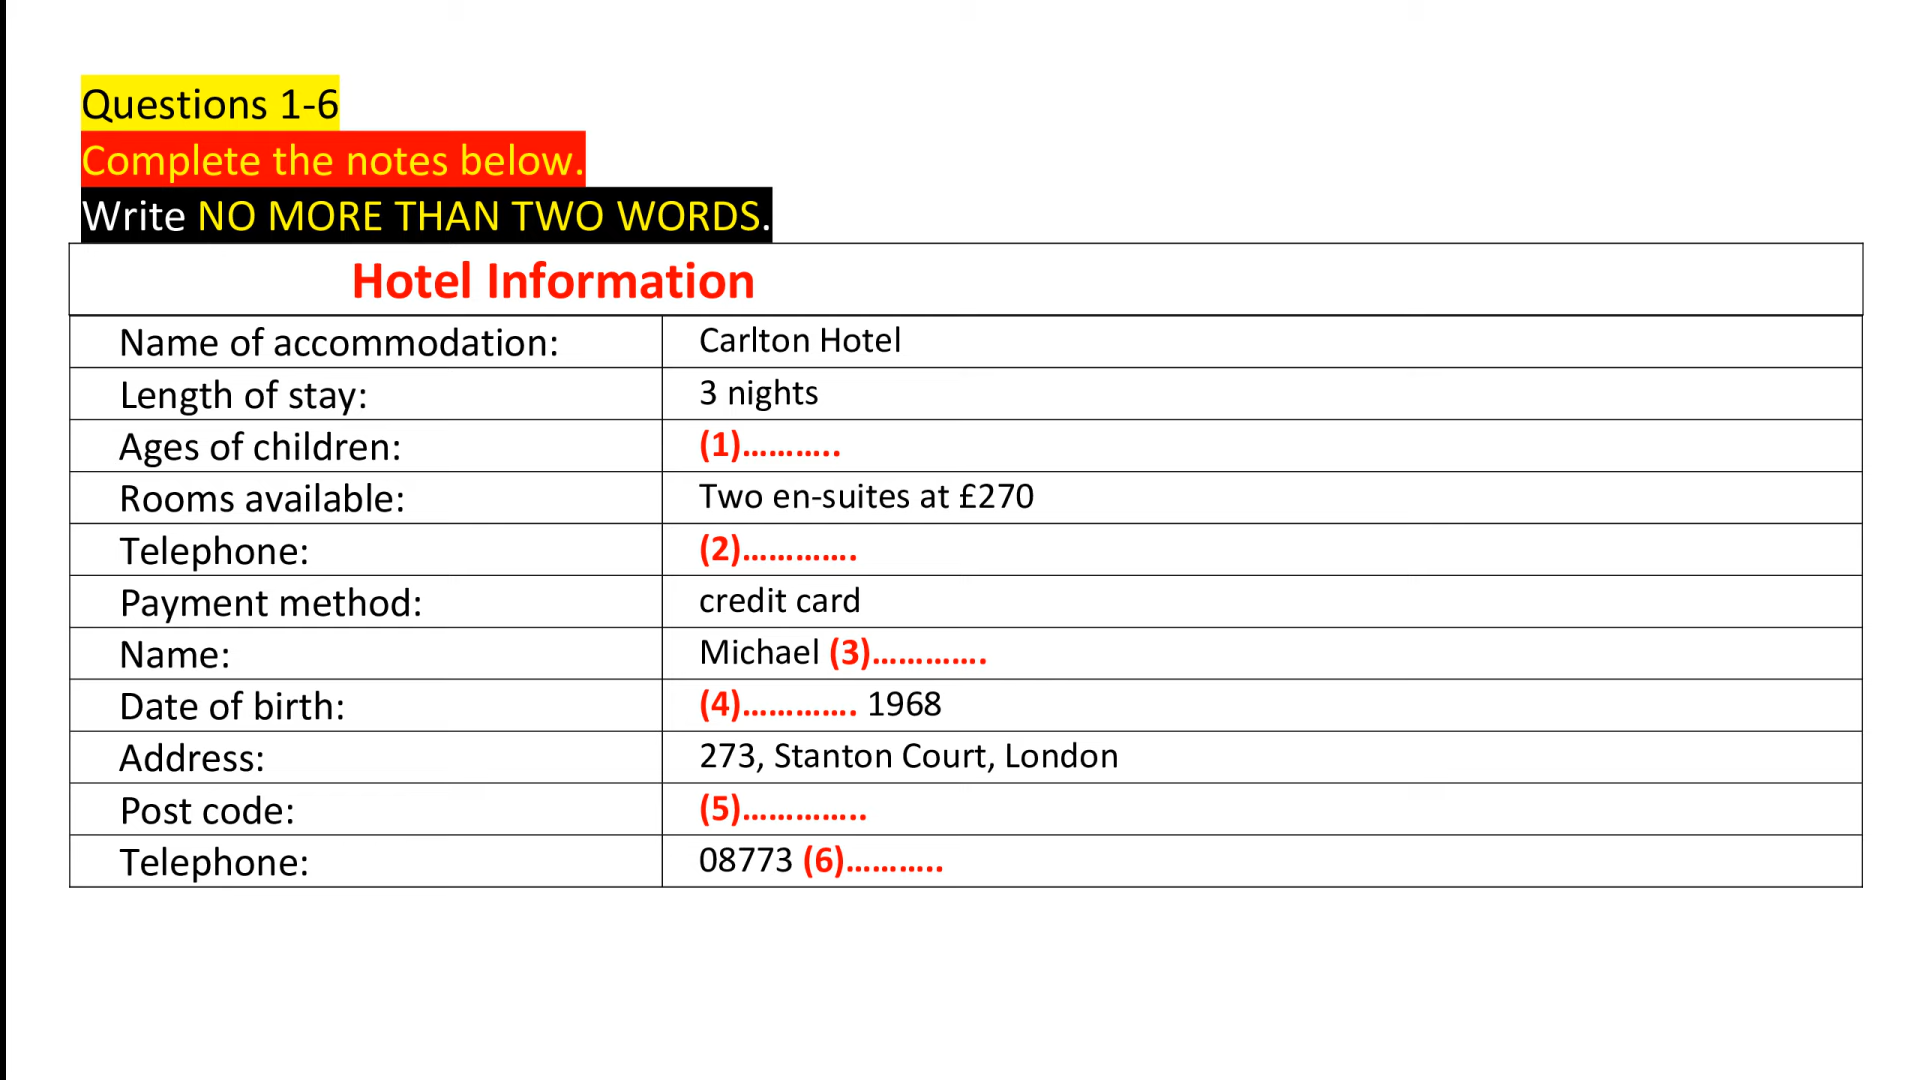 Questions 1-6
Complete the notes below.
Write NO MORE THAN TWO WORDS.
Hotel Information
Name of accommodation: Carlton Hotel
Length of stay: 3 nights
Ages of children: (1)………..
Rooms available: Two en-suites at £270
Telephone: (2)………….
Payment method: credit card
Name: Michael (3)………….
Date of birth: (4)…………. 1968
Address: 273, Stanton Court, London
Post code: (5)…………..
Telephone: 08773 (6)………..